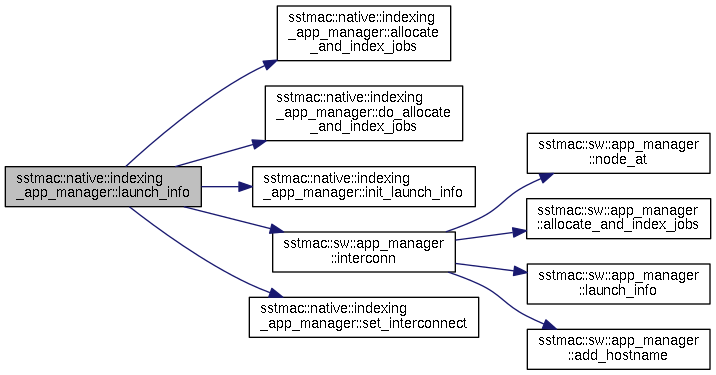 sstmac::native::indexing
_app_manager::launch_info
sstmac::native::indexing
_app_manager::allocate
_and_index_jobs
sstmac::native::indexing
_app_manager::do_allocate
_and_index_jobs
sstmac::native::indexing
_app_manager::init_launch_info
sstmac::sw::app_manager
::interconn
sstmac::native::indexing
_app_manager::set_interconnect
sstmac::sw::app_manager
::node_at
sstmac::sw::app_manager
::allocate_and_index_jobs
sstmac::sw::app_manager
::launch_info
sstmac::sw::app_manager
::add_hostname